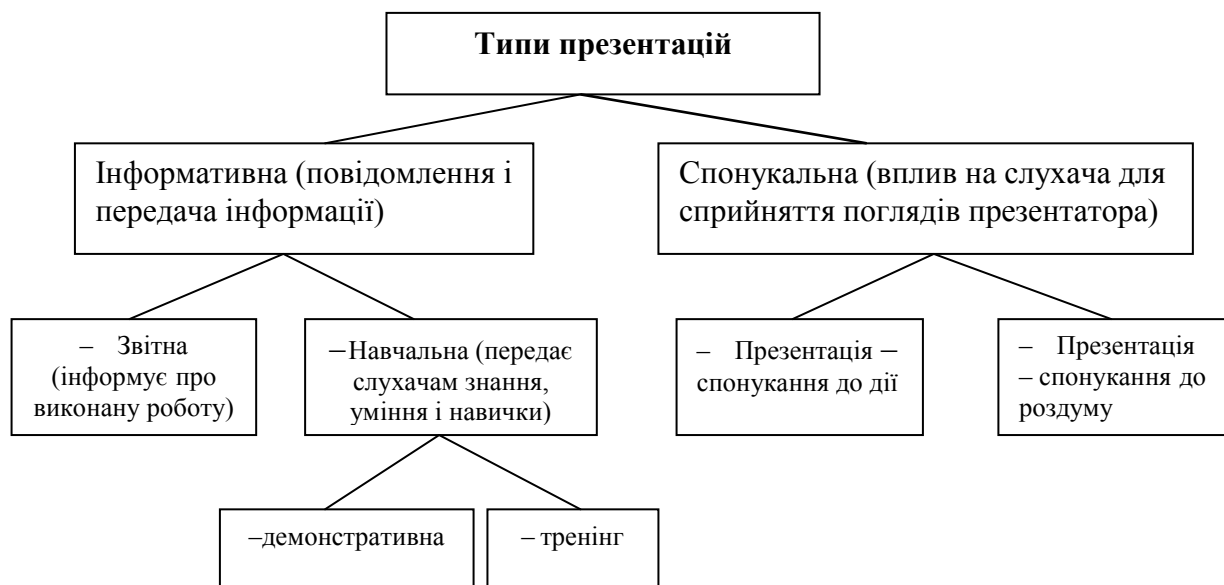 Типи презентацій
Інформативна (повідомлення і
передача інформації)
Спонукальна (вплив на слухача для
сприйняття поглядів презентатора)
– Звітна
(інформує про
виконану роботу)
–Навчальна (передає
слухачам знання,
уміння і навички)
– Презентація –
спонукання до дії
– Презентація
– спонукання до
роздуму
–демонстративна
– тренінг